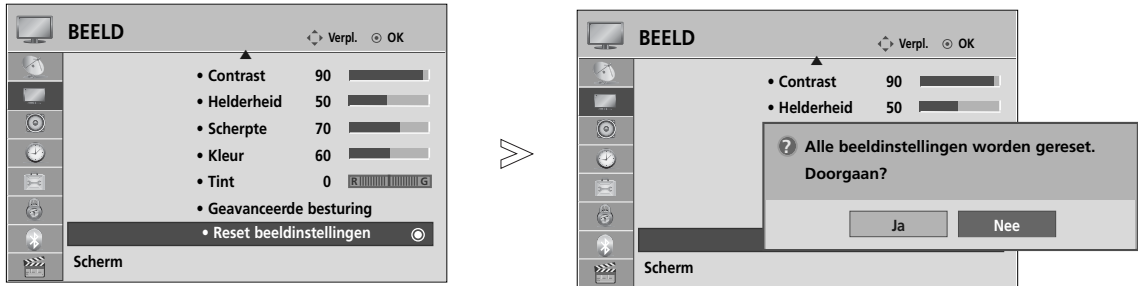 BEELD Verpl. OK
• Contrast 90
• Helderheid 50
• Scherpte 70
• Kleur 60
• Tint 0 R G
• Geavanceerde besturing
• Reset beeldinstellingen
Scherm
BEELD Verpl. OK
• Contrast 90
• Helderheid 50
? Alle beeldinstellingen worden gereset.
Doorgaan?
Ja Nee
Scherm